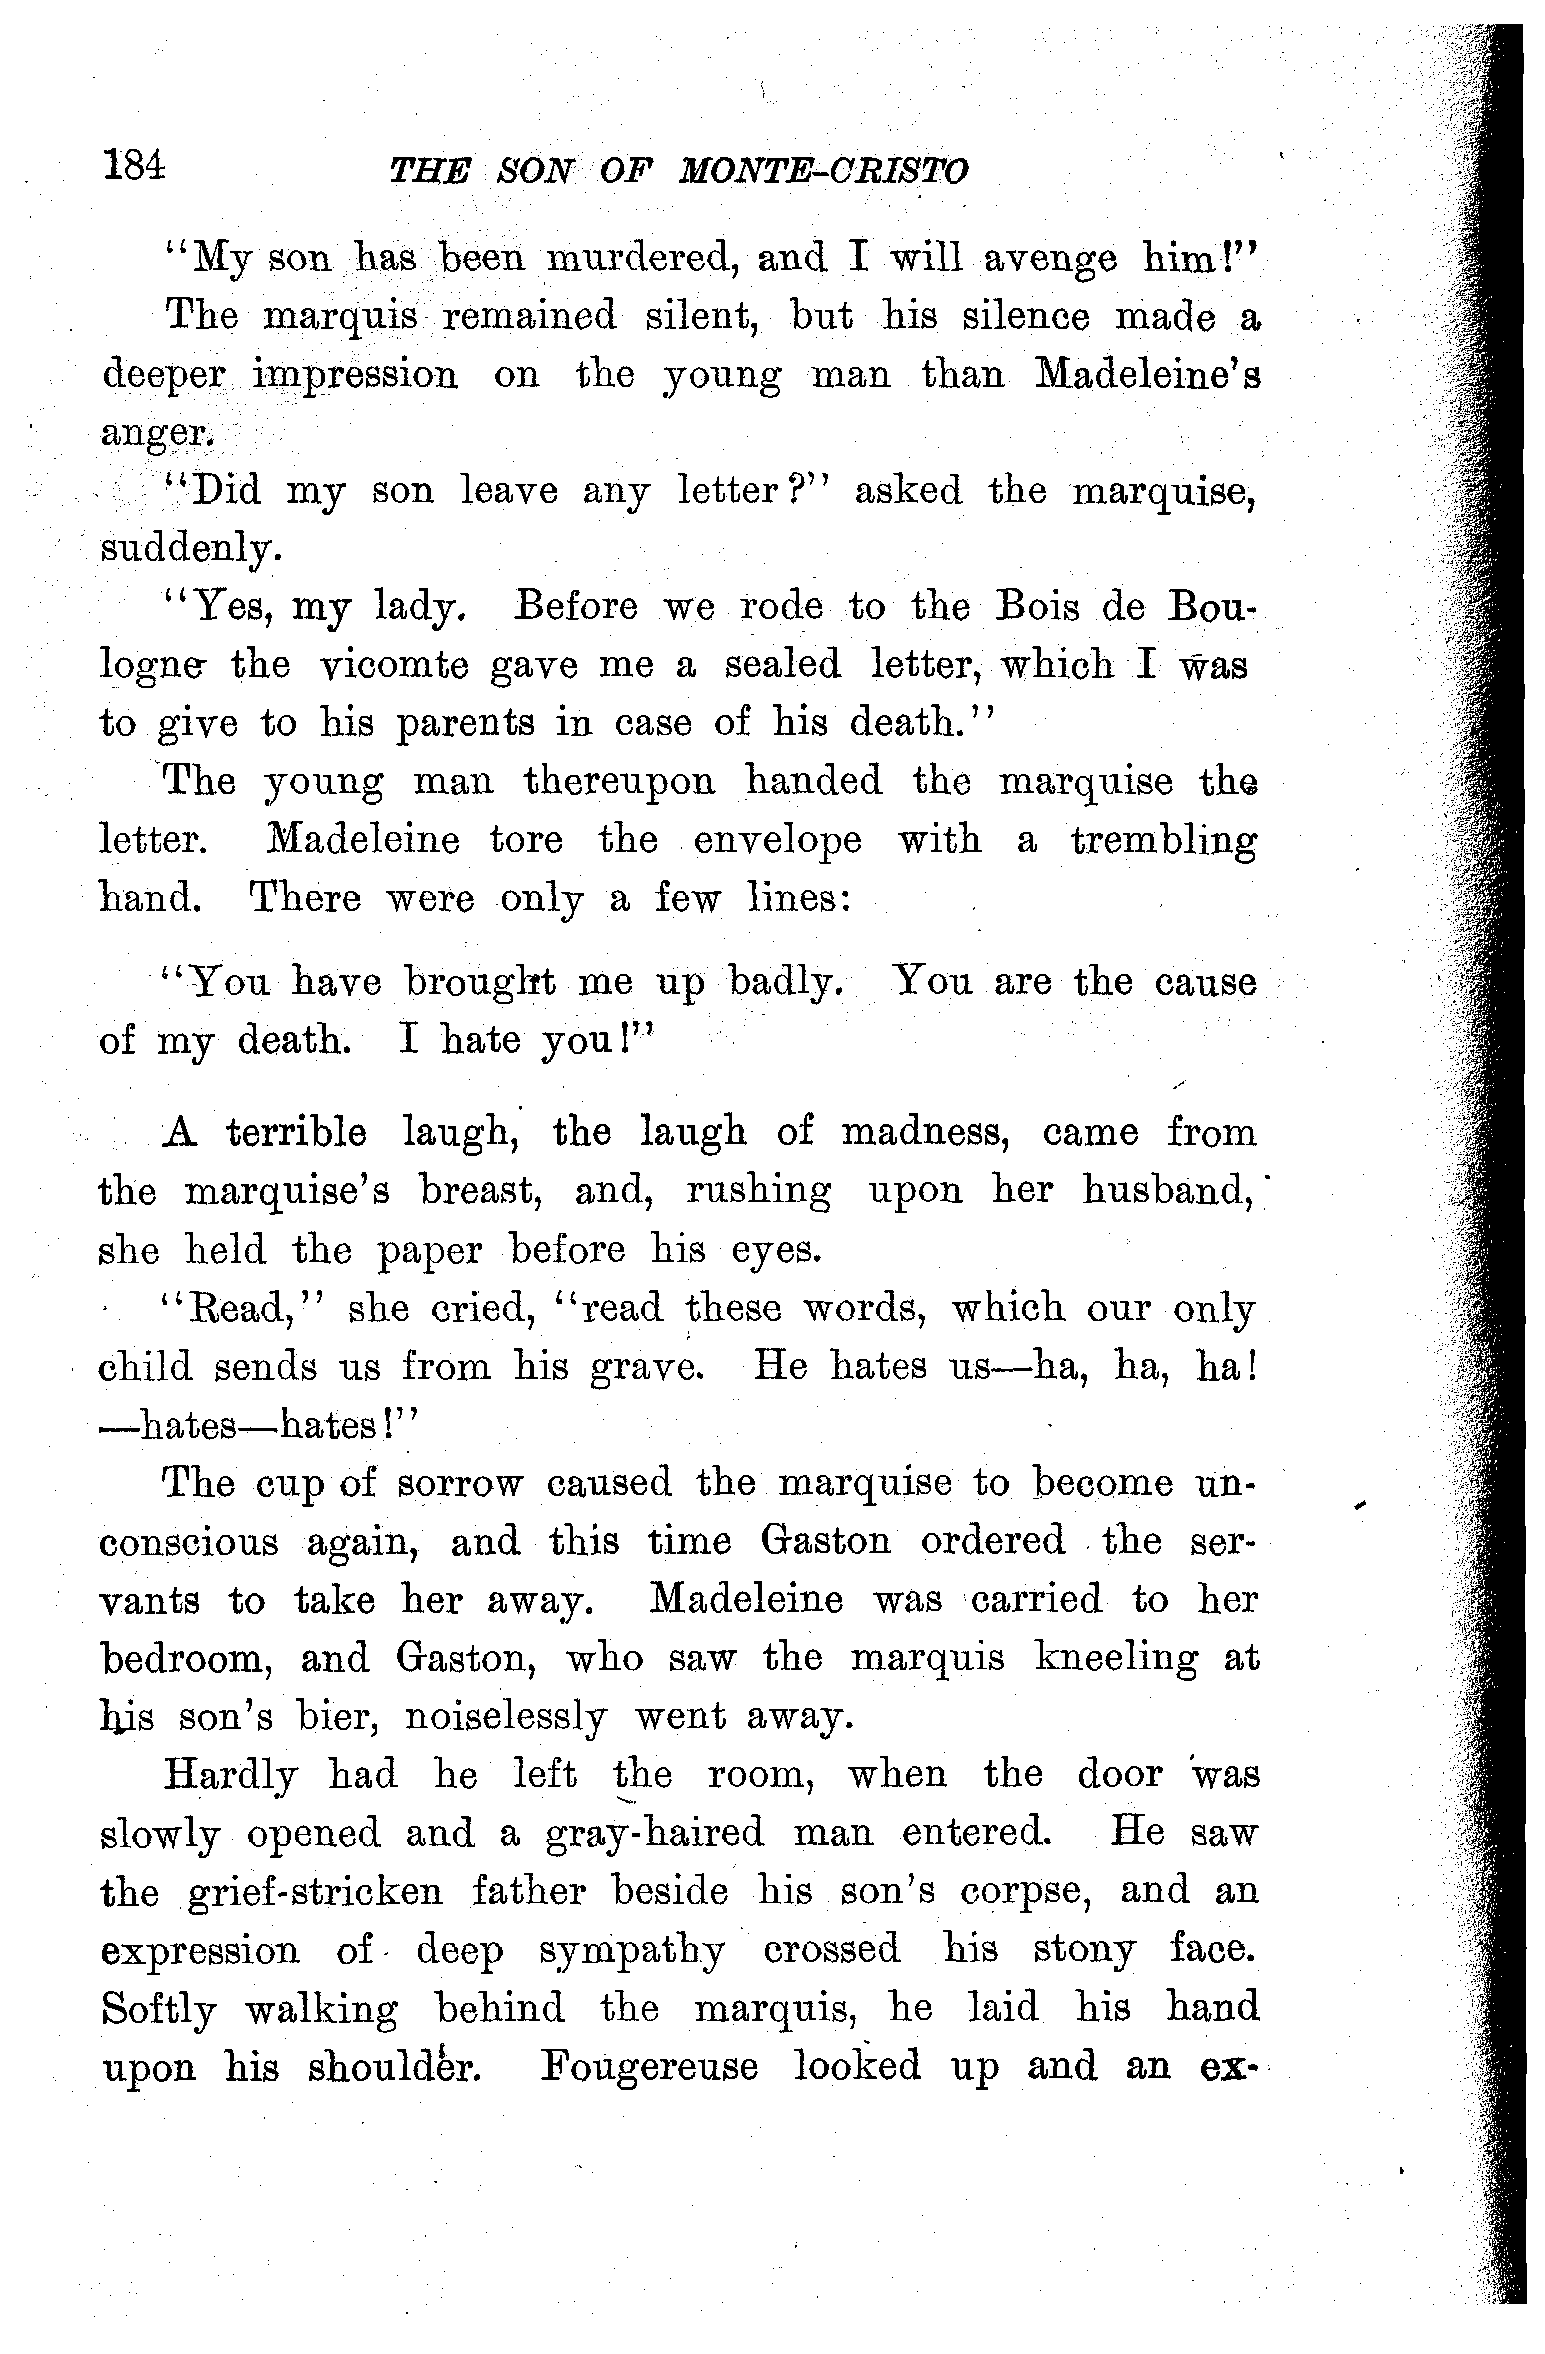 184 THE SON OF MONTE-CRISTO
"My son has been murdered, and I will avenge him!"
The marquis remained silent, but his silence made a
deeper impression on the young man than Madeleine's
anger.
"Did my son leave any letter?" asked the marquise,
suddenly.
"Yes, my lady. Before we rode to the Bois de Bou-
logne the vicomte gave me a sealed letter, which I was
to give to his parents in case of his death."
The young man thereupon handed the marquise the
letter. Madeleine tore the envelope with a trembling
hand. There were only a few lines:
"You have brought me up badly. You are the cause
of my death. I hate you!"
A terrible laugh, the laugh of madness, came from
the marquise's breast, and, rushing upon her husband,
she held the paper before his eyes.
"Read," she cried, "read these words, which our only
child sends us from his grave. He hates us—ha, ha, ha!
—hates—hates!"
The cup of sorrow caused the marquise to become un-
conscious again, and this time Gaston ordered the ser-
vants to take her away. Madeleine was carried to her
bedroom, and Gaston, who saw the marquis kneeling at
his son's bier, noiselessly went away.
Hardly had he left the room, when the door was
slowly opened and a gray-haired man entered. He saw
the grief-stricken father beside his son's corpse, and an
expression of deep sympathy crossed his stony face.
Softly walking behind the marquis, he laid his hand
upon his shoulder. Fougereuse looked up and an ex-